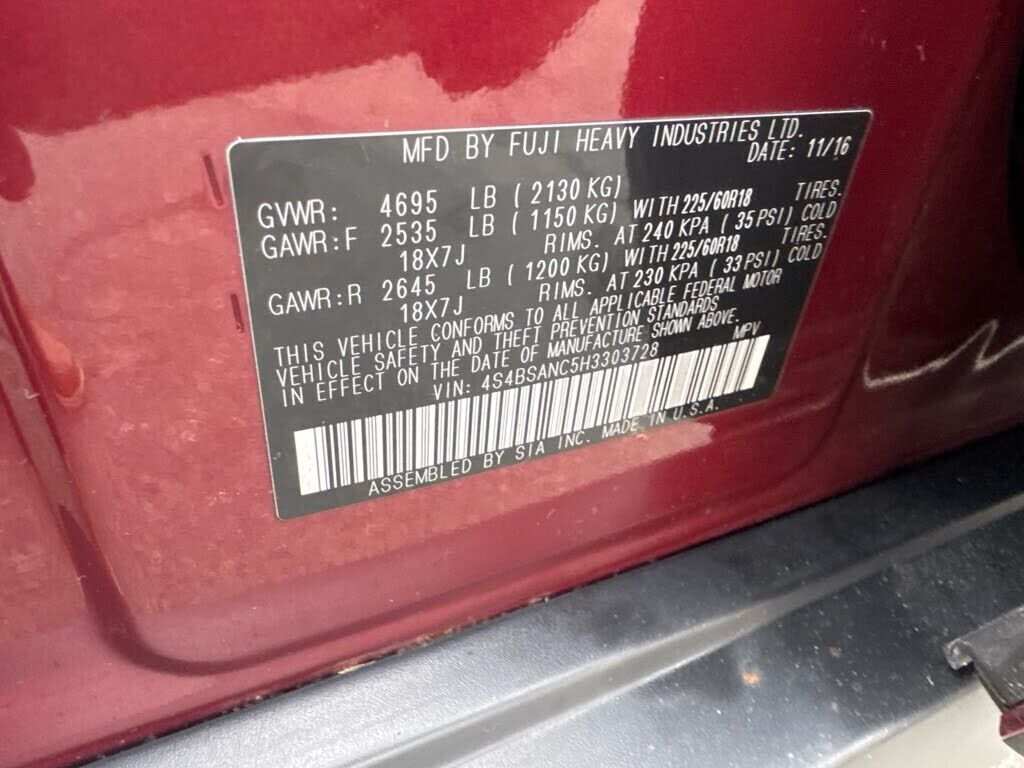 MFD BY FUJI HEAVY INDUSTRIES LTD.
DATE: 11/16
GVWR: 4695 LB ( 2130 KG)
GAWR:F 2535 LB ( 1150 KG) WITH 225/60R18 TIRES.
18X7J RIMS. AT 240 KPA ( 35 PSI) COLD
GAWR:R 2645 LB ( 1200 KG) WITH 225/60R18 TIRES.
18X7J RIMS. AT 230 KPA ( 33 PSI) COLD
THIS VEHICLE CONFORMS TO ALL APPLICABLE FEDERAL MOTOR
VEHICLE SAFETY AND THEFT PREVENTION STANDARDS
IN EFFECT ON THE DATE OF MANUFACTURE SHOWN ABOVE.
VIN: 4S4BSANC5H3303728 MPV
ASSEMBLED BY SIA INC. MADE IN U.S.A.